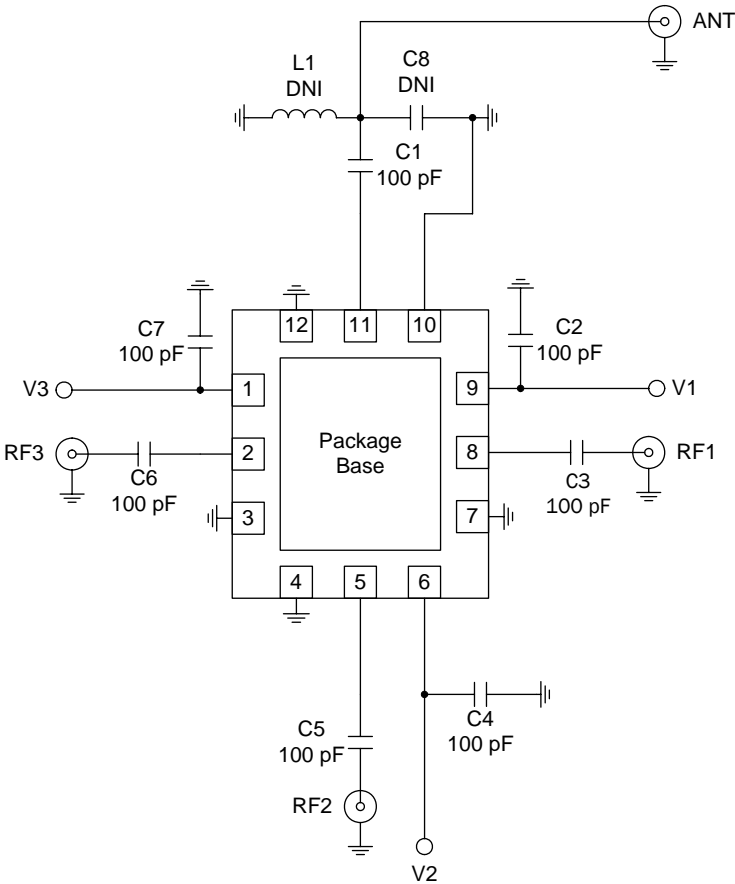 ANT
L1
DNI
C8
DNI
C1
100 pF
12
11
10
C7
100 pF
C2
100 pF
V3
1
9
V1
RF3
2
Package
Base
8
RF1
C6
100 pF
C3
100 pF
3
7
4
5
6
C5
100 pF
C4
100 pF
RF2
V2